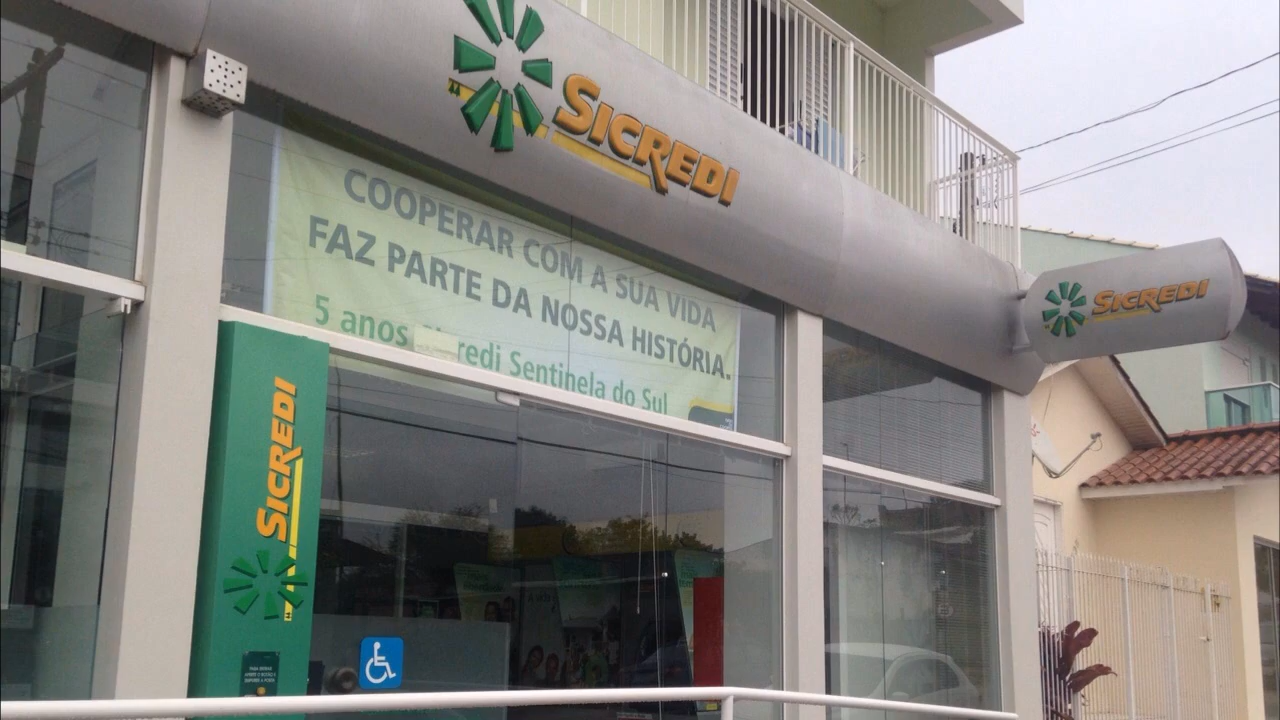 SICREDI
COOPERAR COM A SUA VIDA
FAZ PARTE DA NOSSA HISTÓRIA.
5 anos redi Sentinela do Sul
SICREDI
SICREDI